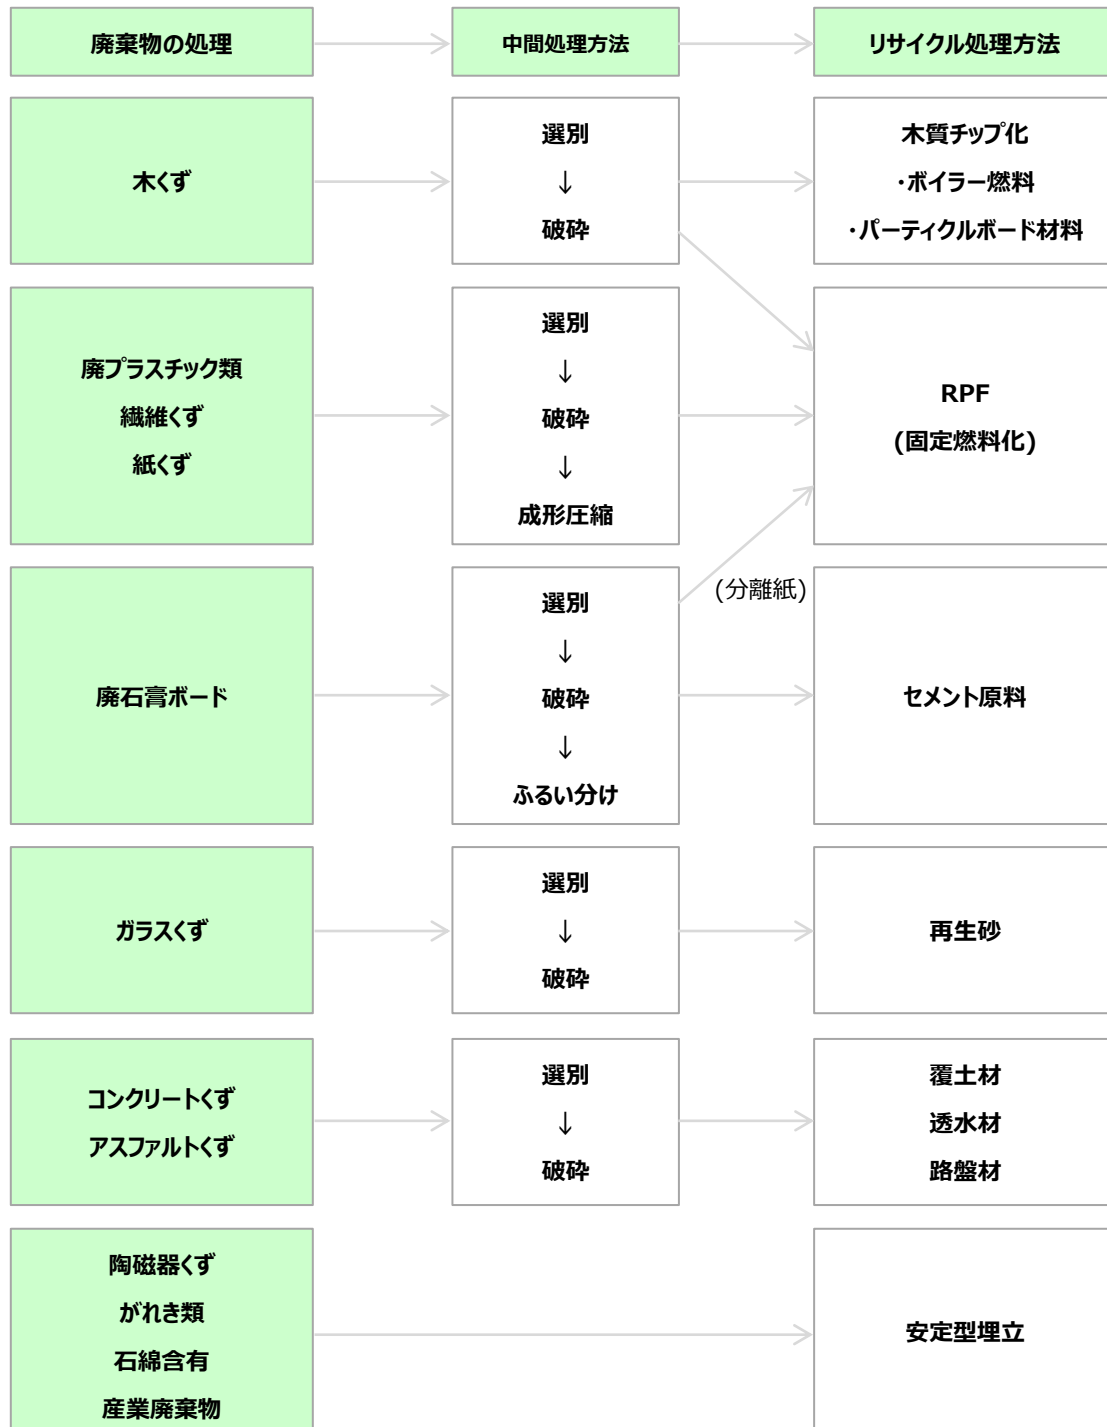 廃棄物の処理
中間処理方法
リサイクル処理方法
木くず
選別
↓
破砕
木質チップ化
・ボイラー燃料
・パーティクルボード材料
廃プラスチック類
繊維くず
紙くず
選別
↓
破砕
↓
成形圧縮
RPF
(固定燃料化)
(分離紙)
廃石膏ボード
選別
↓
破砕
↓
ふるい分け
セメント原料
ガラスくず
選別
↓
破砕
再生砂
コンクリートくず
アスファルトくず
選別
↓
破砕
覆土材
透水材
路盤材
陶磁器くず
がれき類
石綿含有
産業廃棄物
安定型埋立